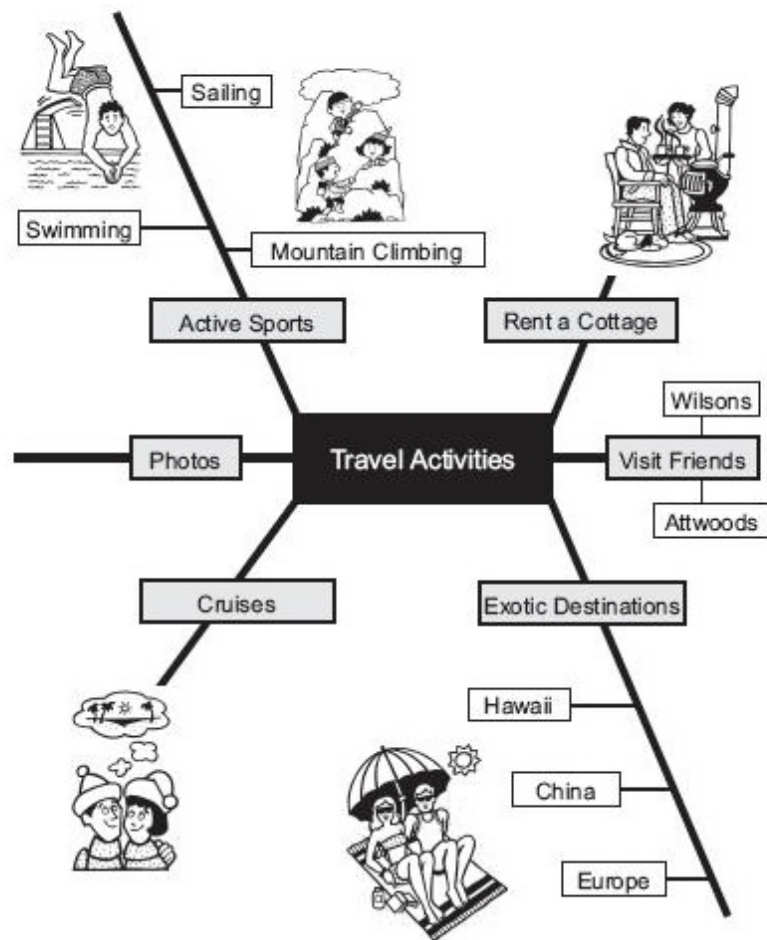 Sailing
Swimming
Mountain Climbing
Active Sports
Rent a Cottage
Wilsons
Photos
Travel Activities
Visit Friends
Attwoods
Cruises
Exotic Destinations
Hawaii
China
Europe